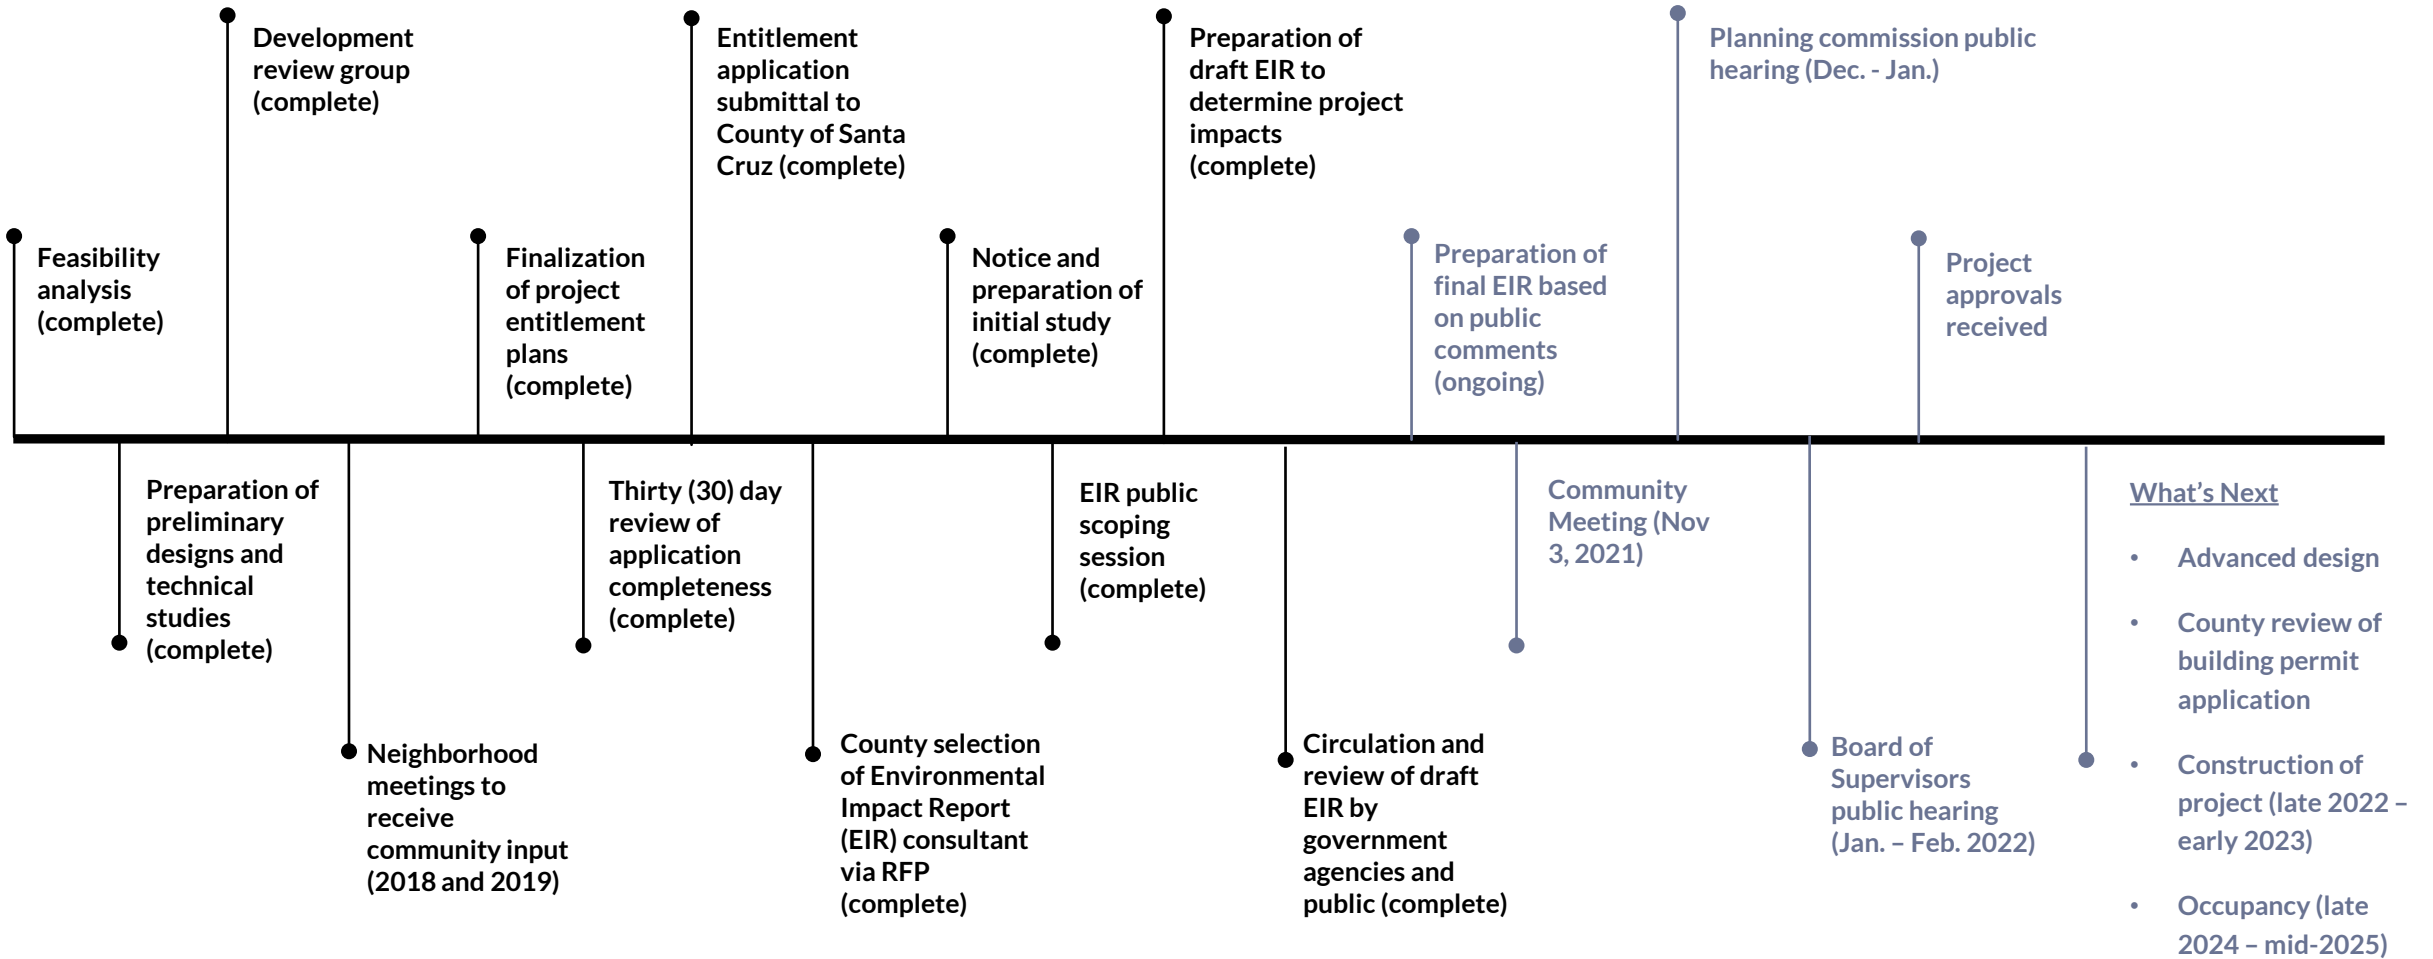 Feasibility
analysis
(complete)
Preparation of
preliminary
designs and
technical
studies
(complete)
Development
review group
(complete)
Neighborhood
meetings to
receive
community input
(2018 and 2019)
Finalization
of project
entitlement
plans
(complete)
Thirty (30) day
review of
application
completeness
(complete)
Entitlement
application
submittal to
County of Santa
Cruz (complete)
County selection
of Environmental
Impact Report
(EIR) consultant
via RFP
(complete)
Notice and
preparation of
initial study
(complete)
EIR public
scoping
session
(complete)
Preparation of
draft EIR to
determine project
impacts
(complete)
Circulation and
review of draft
EIR by
government
agencies and
public (complete)
Preparation of
final EIR based
on public
comments
(ongoing)
Community
Meeting (Nov
3, 2021)
Planning commission public
hearing (Dec. - Jan.)
Board of
Supervisors
public hearing
(Jan. – Feb. 2022)
Project
approvals
received
What’s Next
• Advanced design
• County review of
building permit
application
• Construction of
project (late 2022 –
early 2023)
• Occupancy (late
2024 – mid-2025)